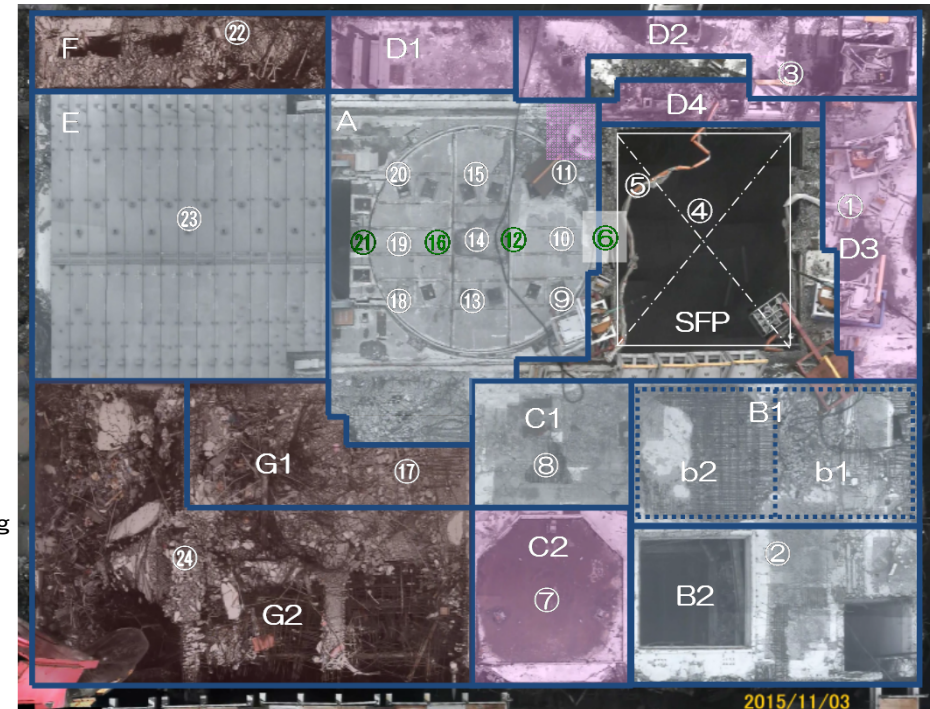 F
㉒
D1
D2
③
D4
E
A
⑳
⑮
⑪
⑤
④
①
D3
㉓
㉑
⑲
⑯
⑭
⑫
⑩
⑥
⑱
⑬
⑨
SFP
G1
⑰
C1
⑧
B1
b2
b1
g
㉔
G2
C2
⑦
②
B2
2015/11/03